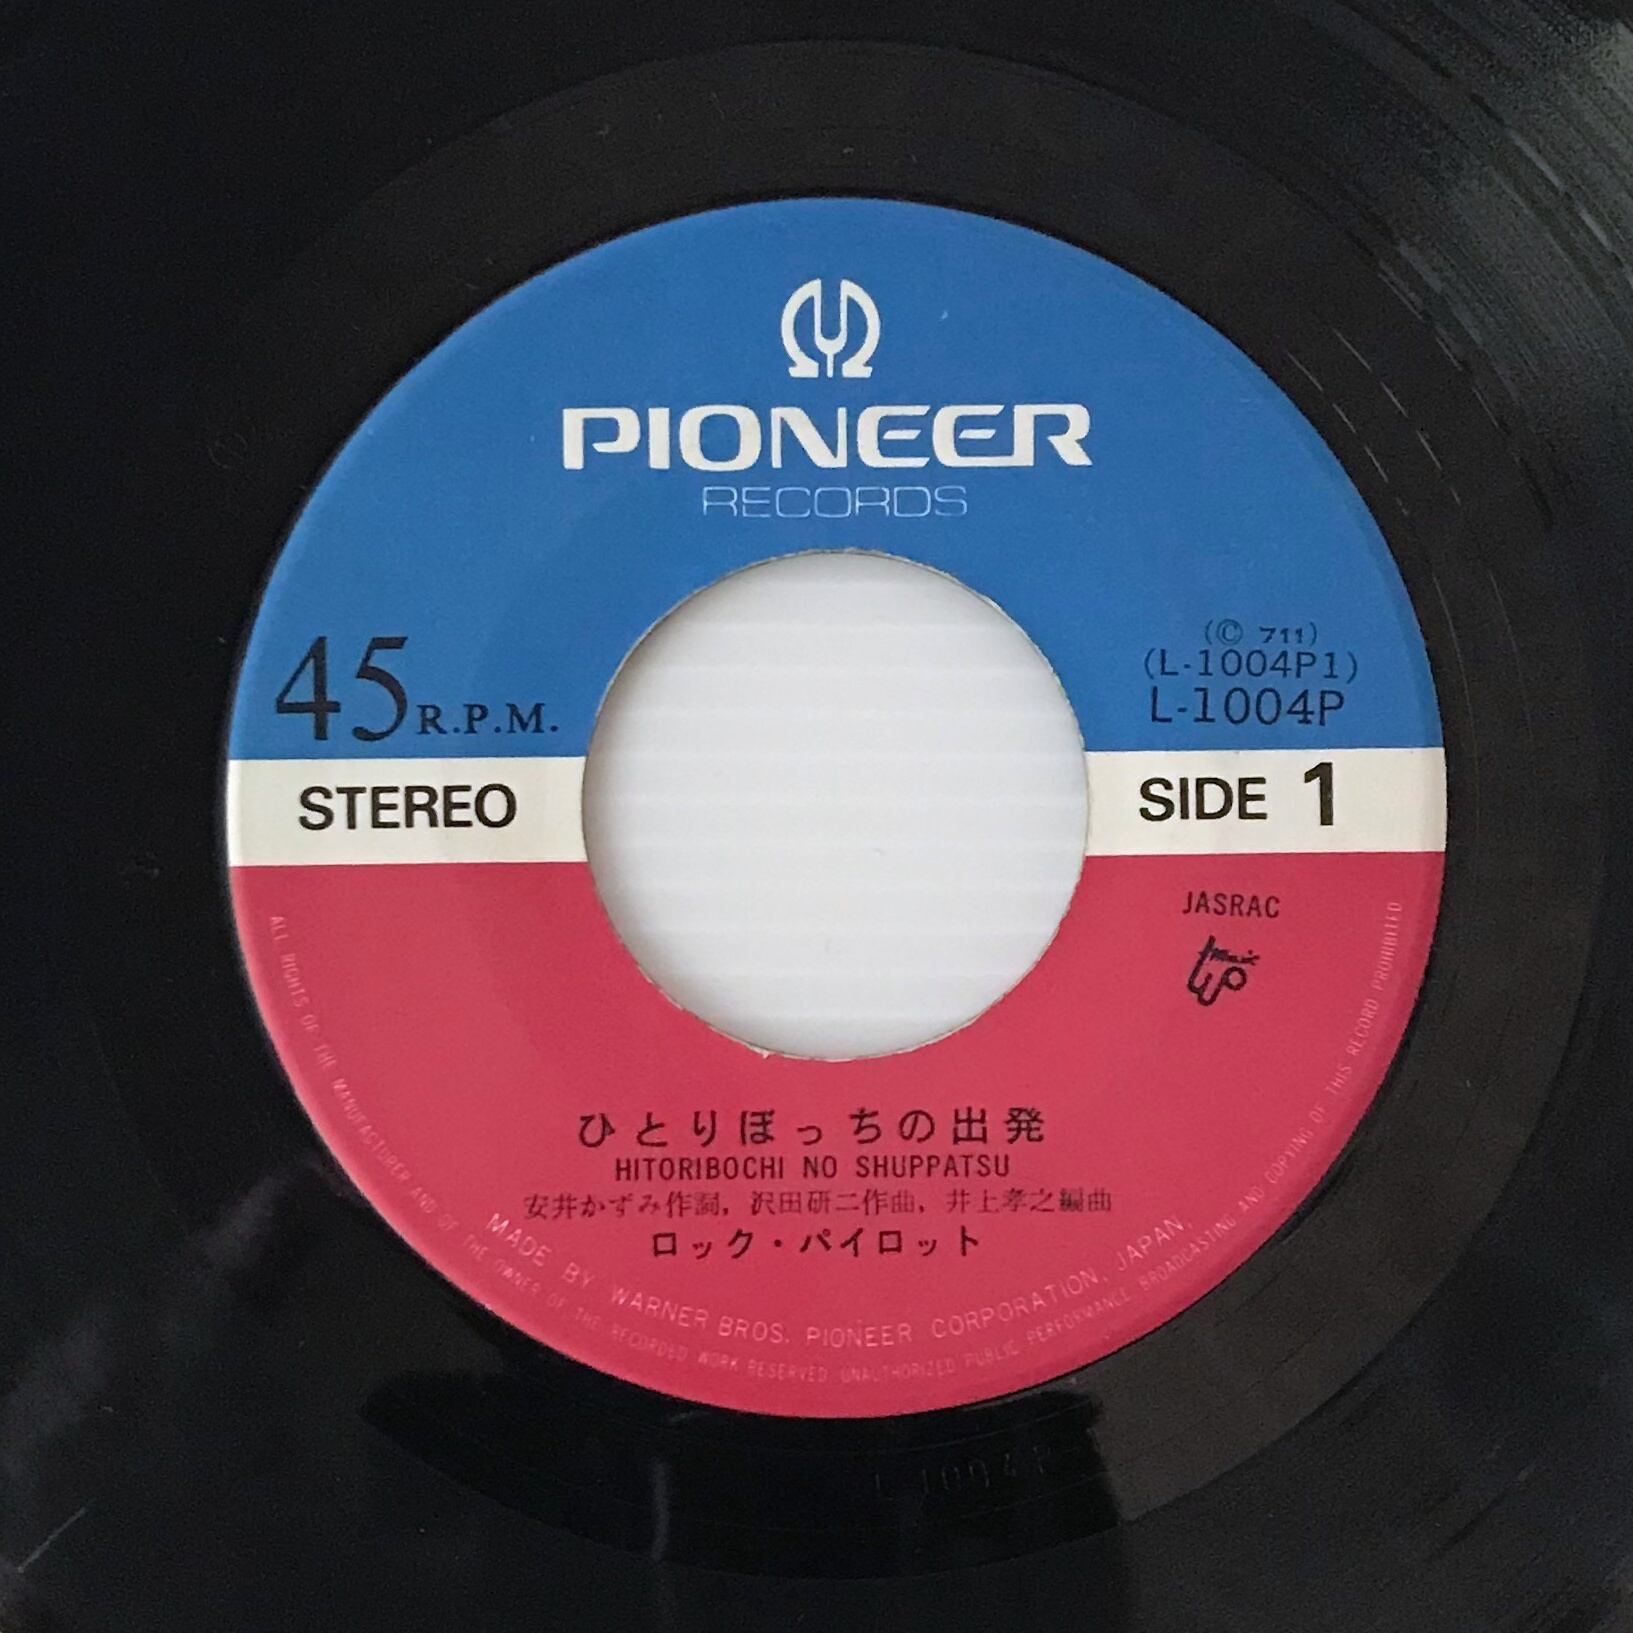 PIONEER
RECORDS
45 R.P.M.
(© 711)
(L-1004P1)
L-1004P
STEREO
SIDE 1
JASRAC
ひとりぼっちの出発
HITORIBOCHI NO SHUPPATSU
安井かずみ作詞, 沢田研二作曲, 井上孝之編曲
ロック・パイロット
MADE BY WARNER BROS. PIONEER CORPORATION, JAPAN.
ALL RIGHTS OF THE MANUFACTURER AND OF THE OWNER OF THE RECORDED WORK RESERVED. UNAUTHORIZED PUBLIC PERFORMANCE BROADCASTING AND COPYING OF THIS RECORD PROHIBITED
L-1004P